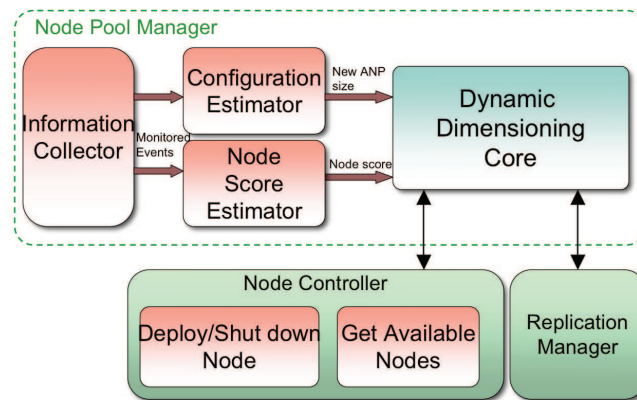 Node Pool Manager
Information
Collector
Configuration
Estimator
Monitored
Events
Node
Score
Estimator
New ANP
size
Node score
Dynamic
Dimensioning
Core
Node Controller
Deploy/Shut down
Node
Get Available
Nodes
Replication
Manager